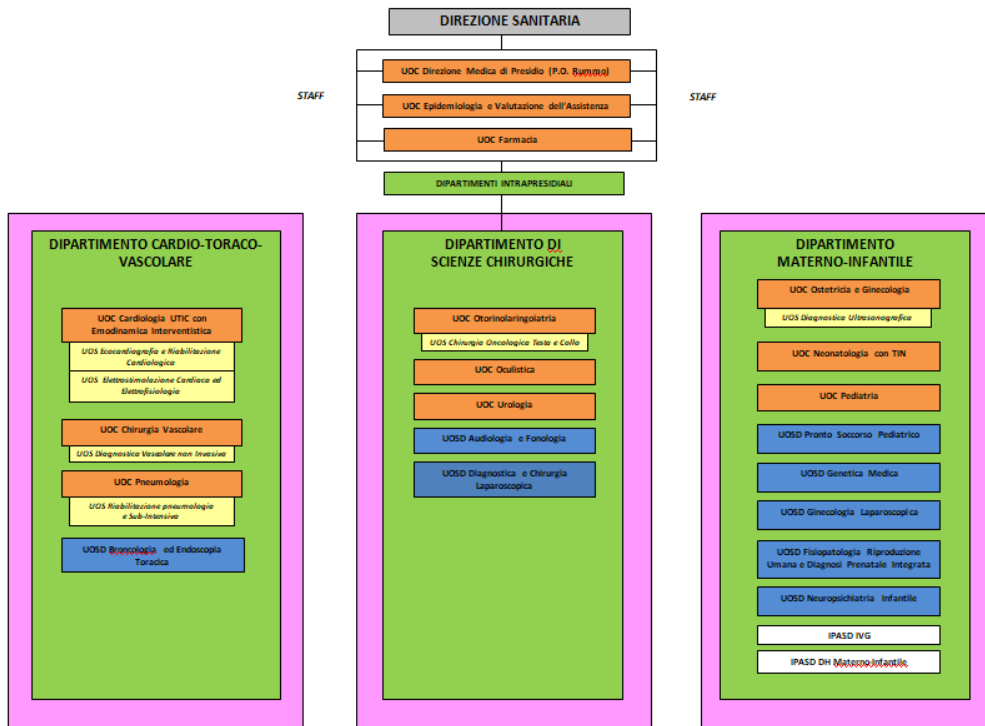 DIREZIONE SANITARIA
UOC Direzione Medica di Presidio (P.O. Rummo)
STAFF
STAFF
UOC Epidemiologia e Valutazione dell'Assistenza
UOC Farmacia
DIPARTIMENTI INTRAPRESIDIALI
DIPARTIMENTO CARDIO-TORACO-
VASCOLARE
UOC Cardiologia UTIC con
Emodinamica Interventistica
UOS Ecocardiografia e Riabilitazione
Cardiologica
UOS Elettrostimolazione Cardiaca ed
Elettrofisiologia
UOC Chirurgia Vascolare
UOS Diagnostica Vascolare non Invasiva
UOC Pneumologia
UOS Riabilitazione pneumologia
e Sub-Intensiva
UOSD Broncologia ed Endoscopia
Toracica
DIPARTIMENTO DI
SCIENZE CHIRURGICHE
UOC Otorinolaringoiatria
UOS Chirurgia Oncologica Testa e Collo
UOC Oculistica
UOC Urologia
UOSD Audiologia e Fonologia
UOSD Diagnostica e Chirurgia
Laparoscopica
DIPARTIMENTO
MATERNO-INFANTILE
UOC Ostetricia e Ginecologia
UOS Diagnostica Ultrasonografica
UOC Neonatologia con TIN
UOC Pediatria
UOSD Pronto Soccorso Pediatrico
UOSD Genetica Medica
UOSD Ginecologia Laparoscopica
UOSD Fisiopatologia Riproduzione
Umana e Diagnosi Prenatale Integrata
UOSD Neuropsichiatria Infantile
IPASD IVG
IPASD DH Materno-Infantile